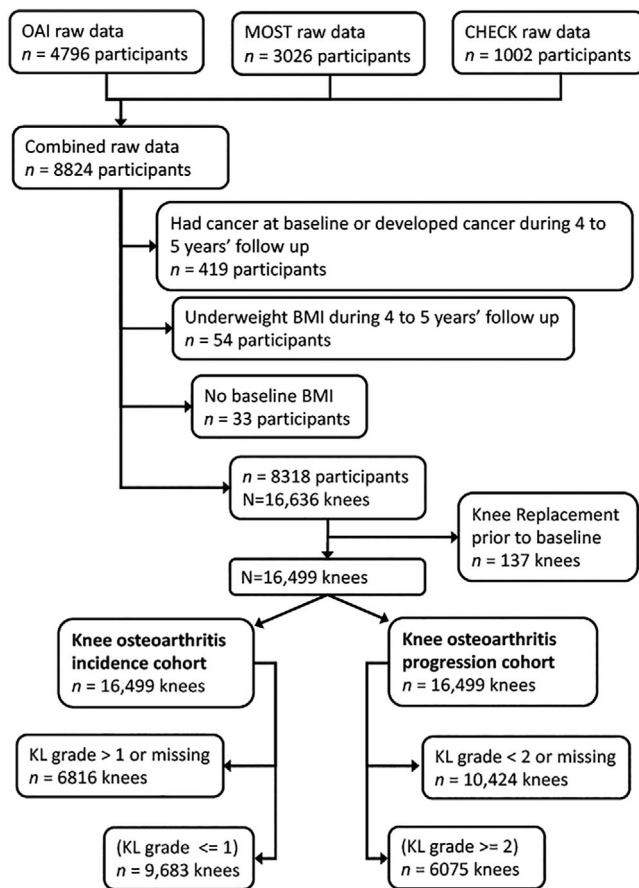 OAI raw data
n = 4796 participants
MOST raw data
n = 3026 participants
CHECK raw data
n = 1002 participants
Combined raw data
n = 8824 participants
Had cancer at baseline or developed cancer during 4 to
5 years’ follow up
n = 419 participants
Underweight BMI during 4 to 5 years’ follow up
n = 54 participants
No baseline BMI
n = 33 participants
n = 8318 participants
N=16,636 knees
Knee Replacement
prior to baseline
n = 137 knees
N=16,499 knees
Knee osteoarthritis
incidence cohort
n = 16,499 knees
Knee osteoarthritis
progression cohort
n = 16,499 knees
KL grade > 1 or missing
n = 6816 knees
KL grade < 2 or missing
n = 10,424 knees
(KL grade <= 1)
n = 9,683 knees
(KL grade >= 2)
n = 6075 knees